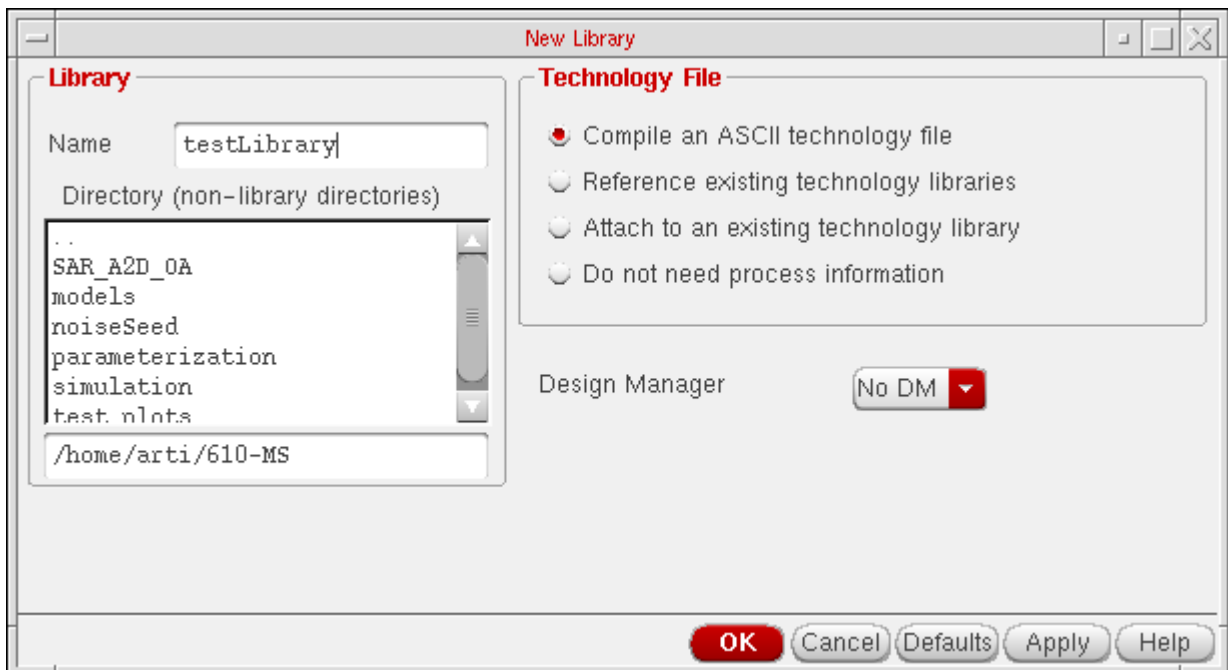 New Library
Library
Name testLibrary
Directory (non-library directories)
..
SAR_A2D_OA
models
noiseSeed
parameterization
simulation
test_plots
/home/arti/610-MS
Technology File
Compile an ASCII technology file
Reference existing technology libraries
Attach to an existing technology library
Do not need process information
Design Manager No DM
OK Cancel Defaults Apply Help